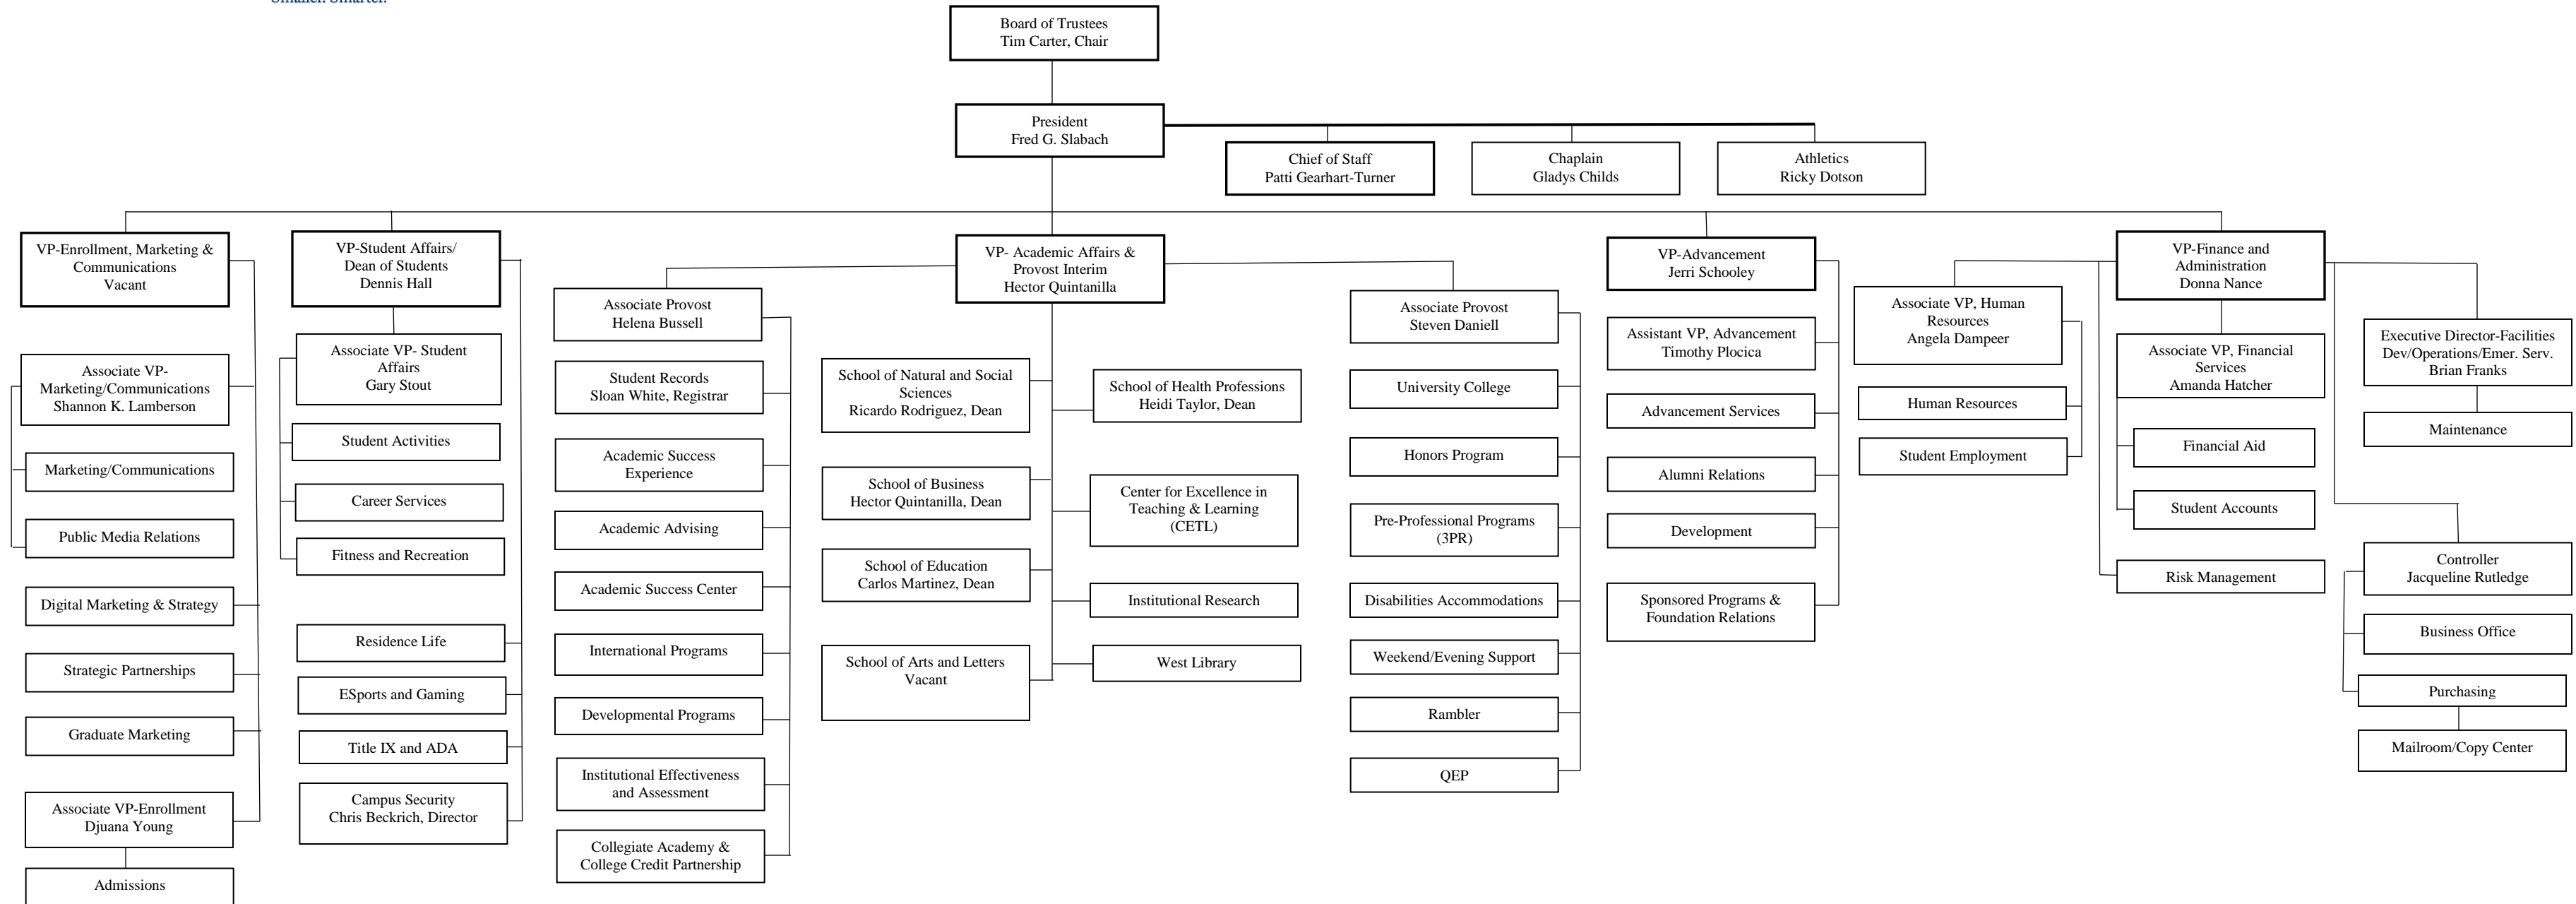 Smaller. Smarter.
Board of Trustees
Tim Carter, Chair
President
Fred G. Slabach
Chief of Staff
Patti Gearhart-Turner
Chaplain
Gladys Childs
Athletics
Ricky Dotson
VP-Enrollment, Marketing &
Communications
Vacant
Associate VP-
Marketing/Communications
Shannon K. Lamberson
Marketing/Communications
Public Media Relations
Digital Marketing & Strategy
Strategic Partnerships
Graduate Marketing
Associate VP-Enrollment
Djuana Young
Admissions
VP-Student Affairs/
Dean of Students
Dennis Hall
Associate VP- Student
Affairs
Gary Stout
Student Activities
Career Services
Fitness and Recreation
Residence Life
ESports and Gaming
Title IX and ADA
Campus Security
Chris Beckrich, Director
VP- Academic Affairs &
Provost Interim
Hector Quintanilla
Associate Provost
Helena Bussell
Student Records
Sloan White, Registrar
Academic Success
Experience
Academic Advising
Academic Success Center
International Programs
Developmental Programs
Institutional Effectiveness
and Assessment
Collegiate Academy &
College Credit Partnership
School of Natural and Social
Sciences
Ricardo Rodriguez, Dean
School of Business
Hector Quintanilla, Dean
School of Education
Carlos Martinez, Dean
School of Arts and Letters
Vacant
School of Health Professions
Heidi Taylor, Dean
Center for Excellence in
Teaching & Learning
(CETL)
Institutional Research
West Library
Associate Provost
Steven Daniell
University College
Honors Program
Pre-Professional Programs
(3PR)
Disabilities Accommodations
Weekend/Evening Support
Rambler
QEP
VP-Advancement
Jerri Schooley
Assistant VP, Advancement
Timothy Plocica
Advancement Services
Alumni Relations
Development
Sponsored Programs &
Foundation Relations
VP-Finance and
Administration
Donna Nance
Associate VP, Human
Resources
Angela Dampeer
Human Resources
Student Employment
Associate VP, Financial
Services
Amanda Hatcher
Financial Aid
Student Accounts
Risk Management
Executive Director-Facilities
Dev/Operations/Emer. Serv.
Brian Franks
Maintenance
Controller
Jacqueline Rutledge
Business Office
Purchasing
Mailroom/Copy Center